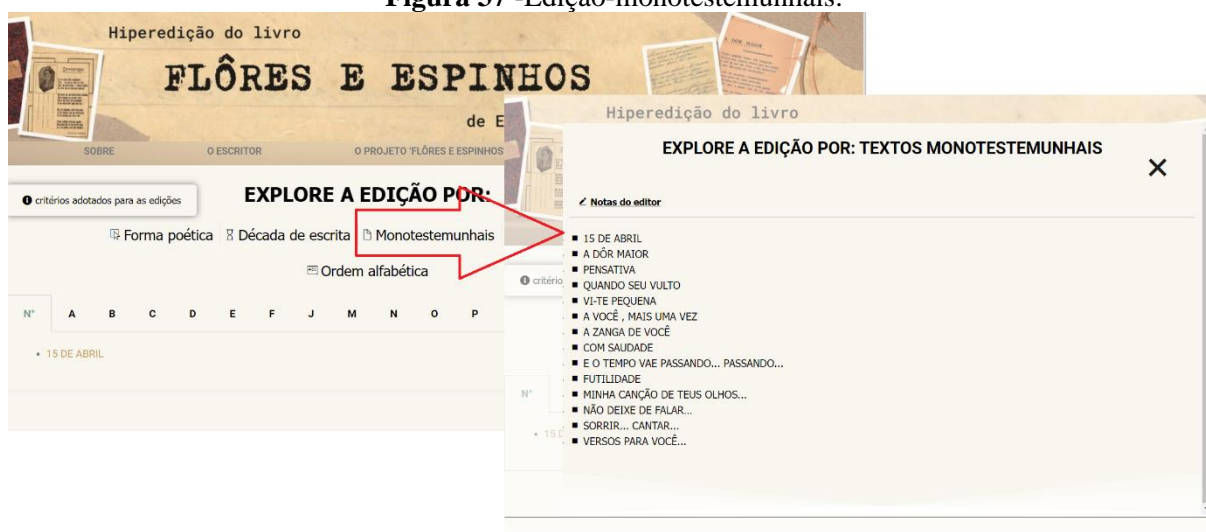 Figura 37 -Edição-monotestemunhais.
Hiperedição do livro
FLÔRES E ESPINHOS
de E
SOBRE O ESCRITOR O PROJETO 'FLÔRES E ESPINHOS
critérios adotados para as edições
EXPLORE A EDIÇÃO POR:
Forma poética Década de escrita Monotestemunhais
Ordem alfabética
N° A B C D E F J M N O P
• 15 DE ABRIL
Hiperedição do livro
EXPLORE A EDIÇÃO POR: TEXTOS MONOTESTEMUNHAIS
Notas do editor
▪ 15 DE ABRIL
▪ A DÔR MAIOR
▪ PENSATIVA
▪ QUANDO SEU VULTO
▪ VI-TE PEQUENA
▪ A VOCÊ , MAIS UMA VEZ
▪ A ZANGA DE VOCÊ
▪ COM SAUDADE
▪ E O TEMPO VAE PASSANDO... PASSANDO...
▪ FUTILIDADE
▪ MINHA CANÇÃO DE TEUS OLHOS...
▪ NÃO DEIXE DE FALAR...
▪ SORRIR... CANTAR...
▪ VERSOS PARA VOCÊ...
critério
N°
• 15 D